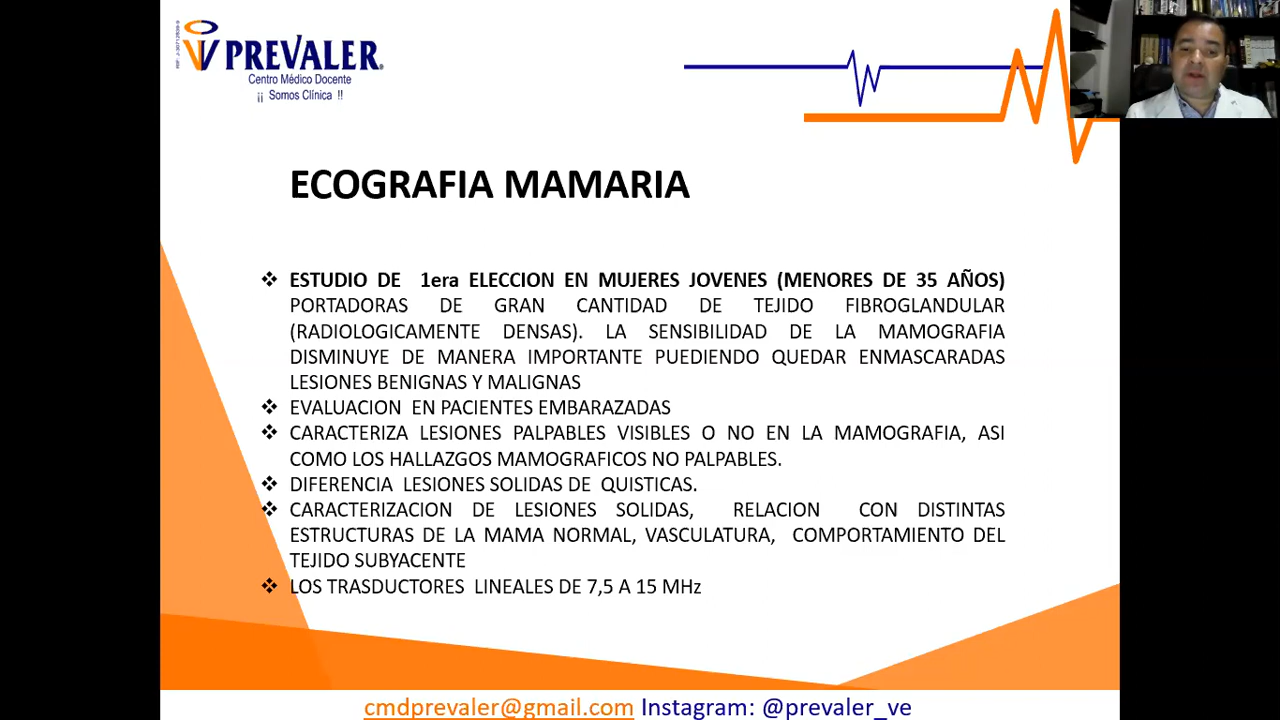 PREVALER
Centro Médico Docente
¡¡ Somos Clínica !!
ECOGRAFIA MAMARIA
❖ ESTUDIO DE 1era ELECCION EN MUJERES JOVENES (MENORES DE 35 AÑOS)
PORTADORAS DE GRAN CANTIDAD DE TEJIDO FIBROGLANDULAR
(RADIOLOGICAMENTE DENSAS). LA SENSIBILIDAD DE LA MAMOGRAFIA
DISMINUYE DE MANERA IMPORTANTE PUEDIENDO QUEDAR ENMASCARADAS
LESIONES BENIGNAS Y MALIGNAS
❖ EVALUACION EN PACIENTES EMBARAZADAS
❖ CARACTERIZA LESIONES PALPABLES VISIBLES O NO EN LA MAMOGRAFIA, ASI
COMO LOS HALLAZGOS MAMOGRAFICOS NO PALPABLES.
❖ DIFERENCIA LESIONES SOLIDAS DE QUISTICAS.
❖ CARACTERIZACION DE LESIONES SOLIDAS, RELACION CON DISTINTAS
ESTRUCTURAS DE LA MAMA NORMAL, VASCULATURA, COMPORTAMIENTO DEL
TEJIDO SUBYACENTE
❖ LOS TRASDUCTORES LINEALES DE 7,5 A 15 MHz
cmdprevaler@gmail.com Instagram: @prevaler_ve